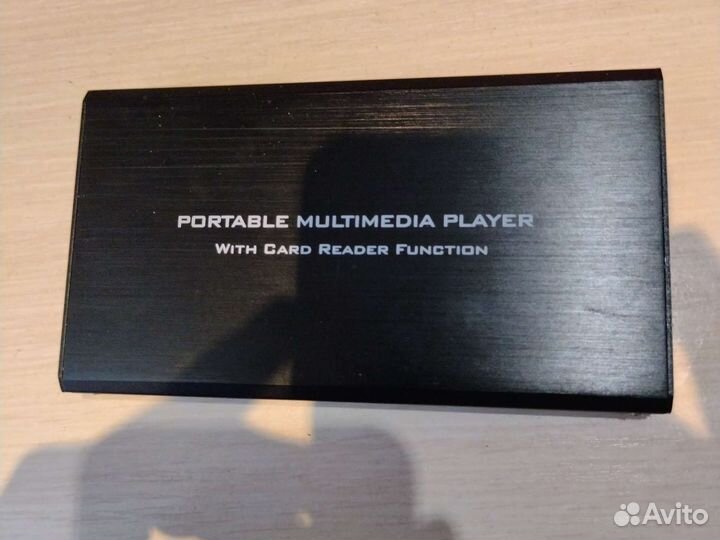 PORTABLE MULTIMEDIA PLAYER
WITH CARD READER FUNCTION
Avito